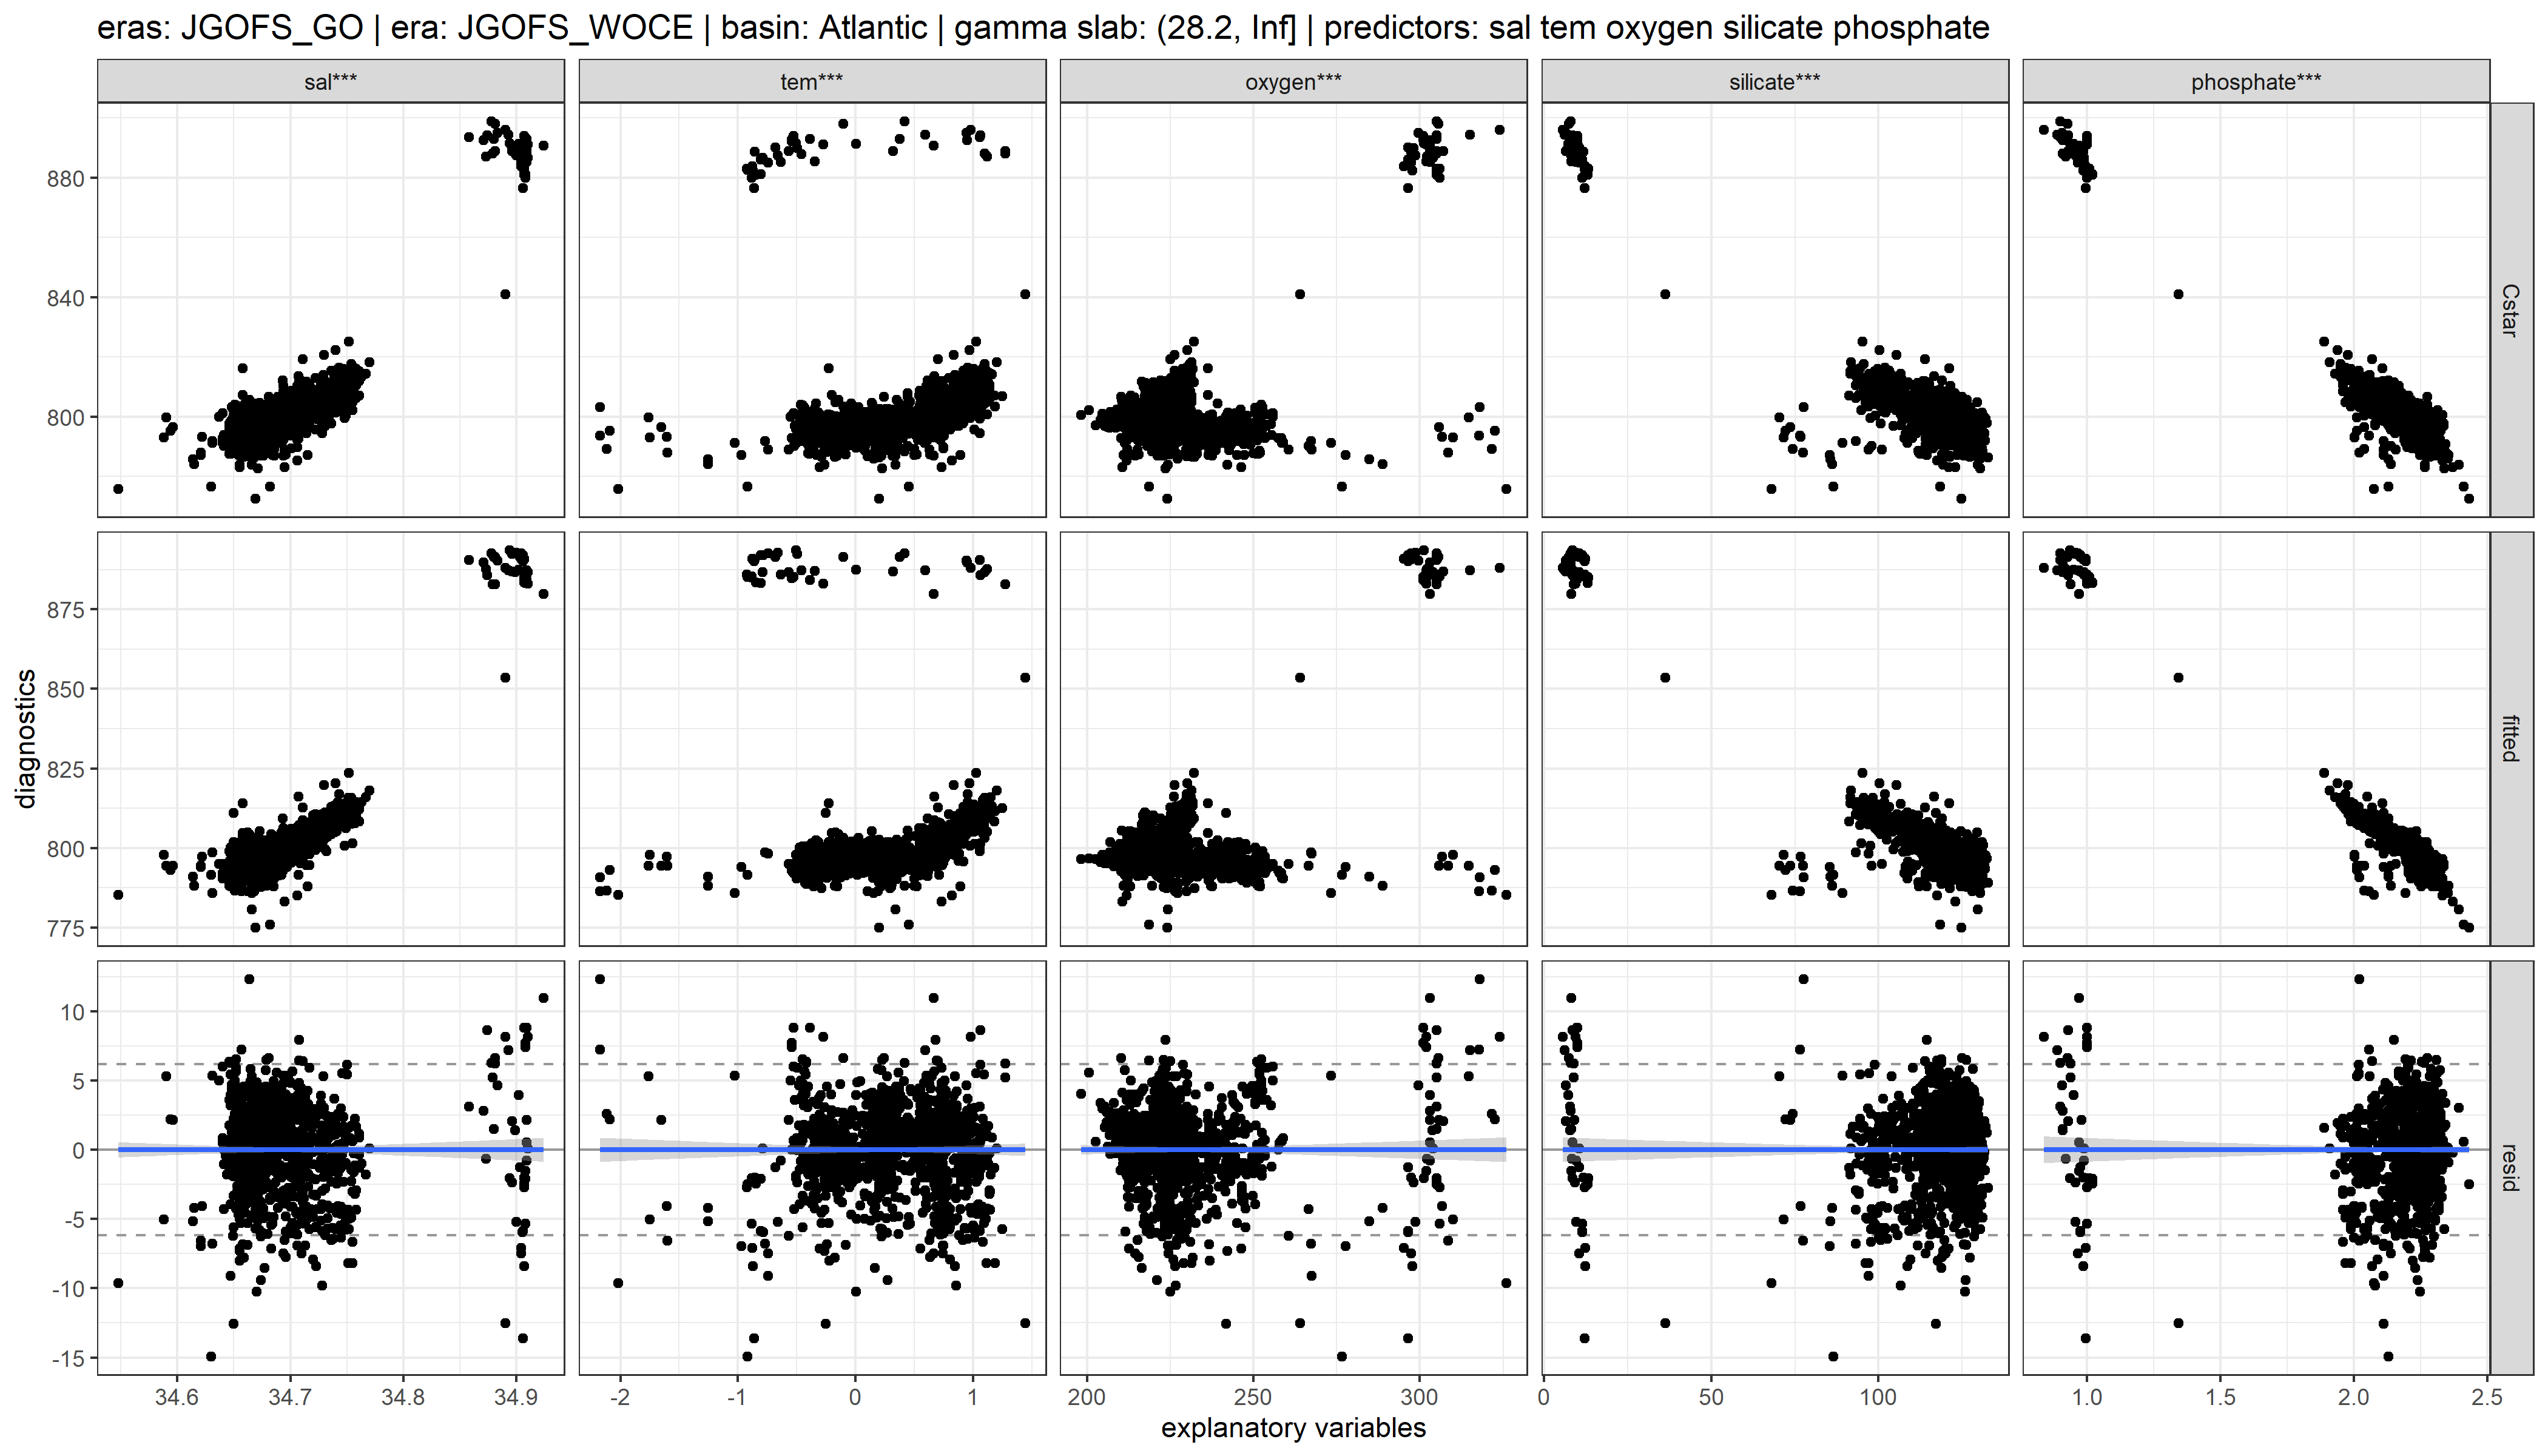 eras: JGOFS_GO | era: JGOFS_WOCE | basin: Atlantic | gamma slab: (28.2, Inf] | predictors: sal tem oxygen silicate phosphate
sal***
tem***
oxygen***
silicate***
phosphate***
880
840
800
Cstar
875
850
825
800
775
fitted
10
5
0
-5
-10
-15
resid
diagnostics
34.6
34.7
34.8
34.9
-2
-1
0
1
200
250
300
0
50
100
1.0
1.5
2.0
2.5
explanatory variables